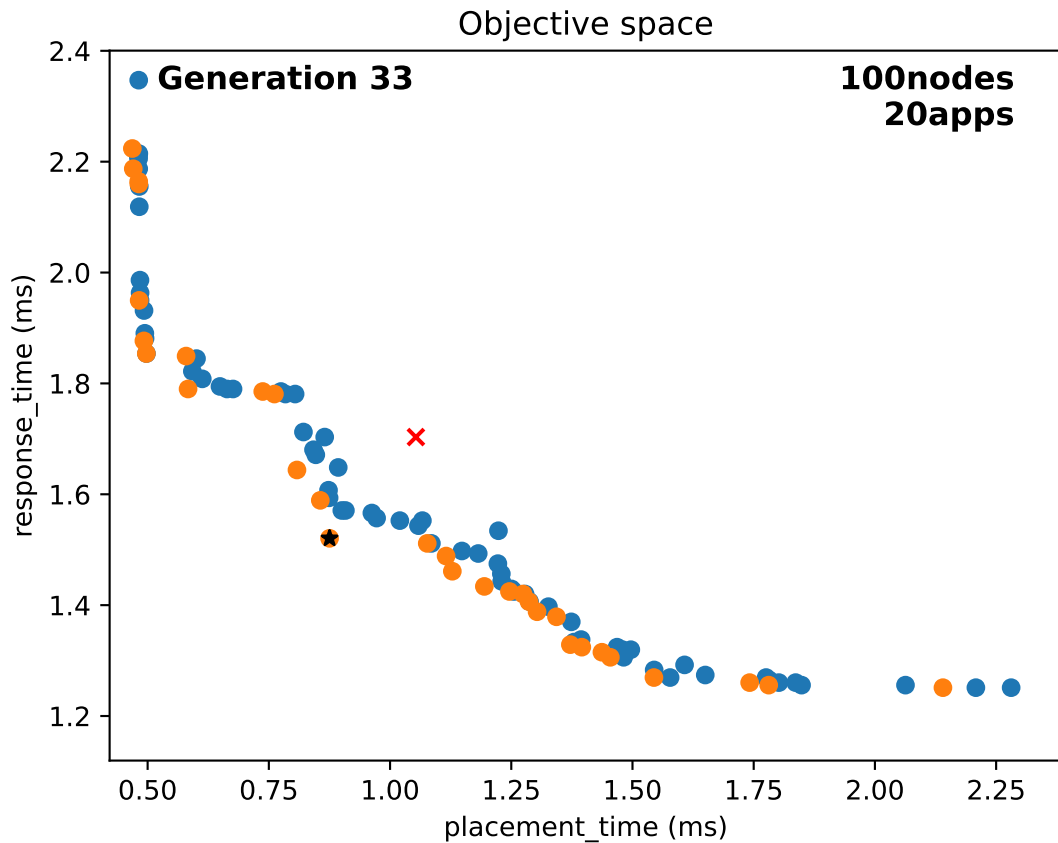 Objective space
Generation 33
100nodes
20apps
response_time (ms)
2.4
2.2
2.0
1.8
1.6
1.4
1.2
0.50 0.75 1.00 1.25 1.50 1.75 2.00 2.25
placement_time (ms)